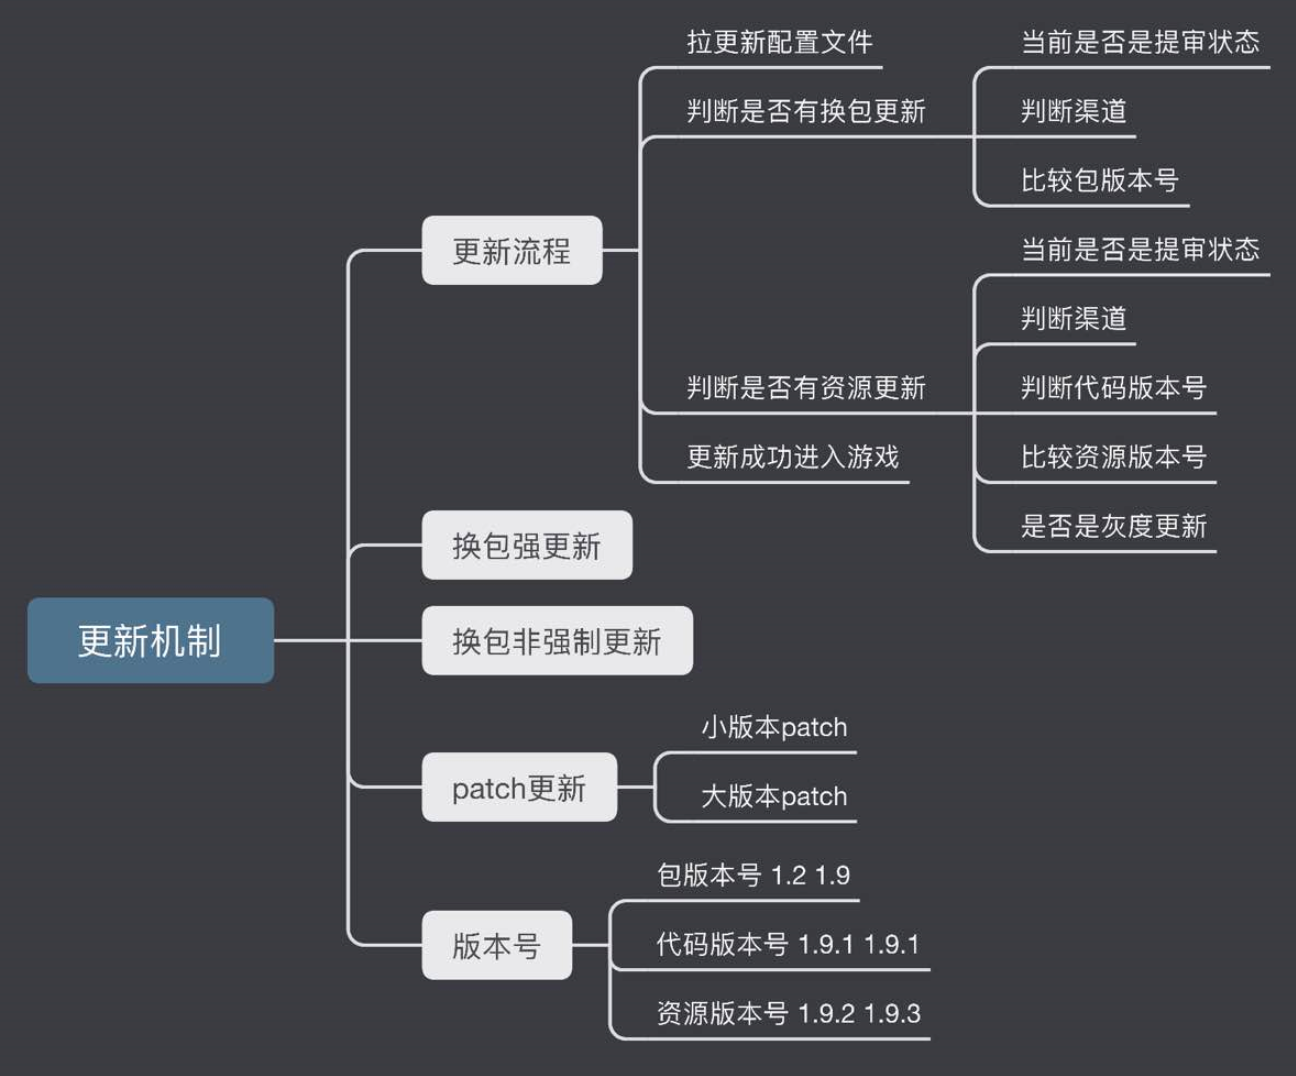 更新机制
更新流程
拉更新配置文件
判断是否有换包更新
当前是否是提审状态
判断渠道
比较包版本号
判断是否有资源更新
当前是否是提审状态
判断渠道
判断代码版本号
比较资源版本号
是否是灰度更新
更新成功进入游戏
换包强更新
换包非强制更新
patch更新
小版本patch
大版本patch
版本号
包版本号 1.2 1.9
代码版本号 1.9.1 1.9.1
资源版本号 1.9.2 1.9.3